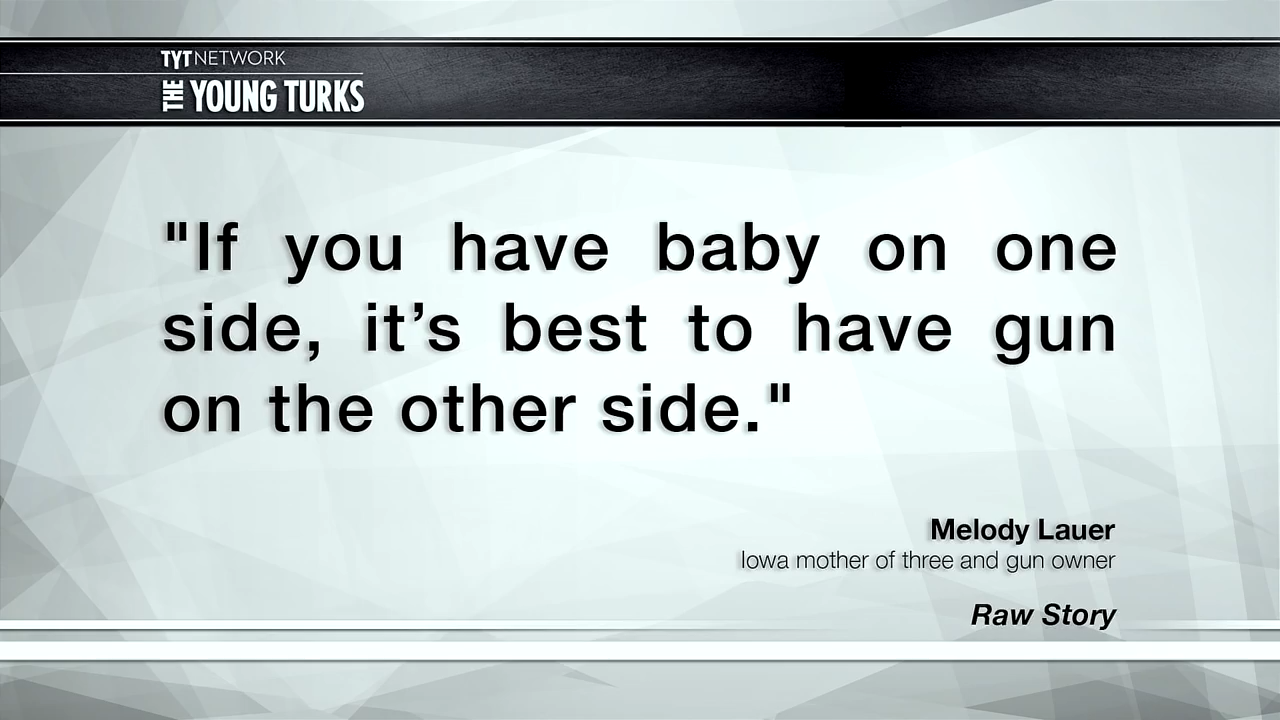 TYT NETWORK
THE YOUNG TURKS
"If you have baby on one
side, it’s best to have gun
on the other side."
Melody Lauer
Iowa mother of three and gun owner
Raw Story